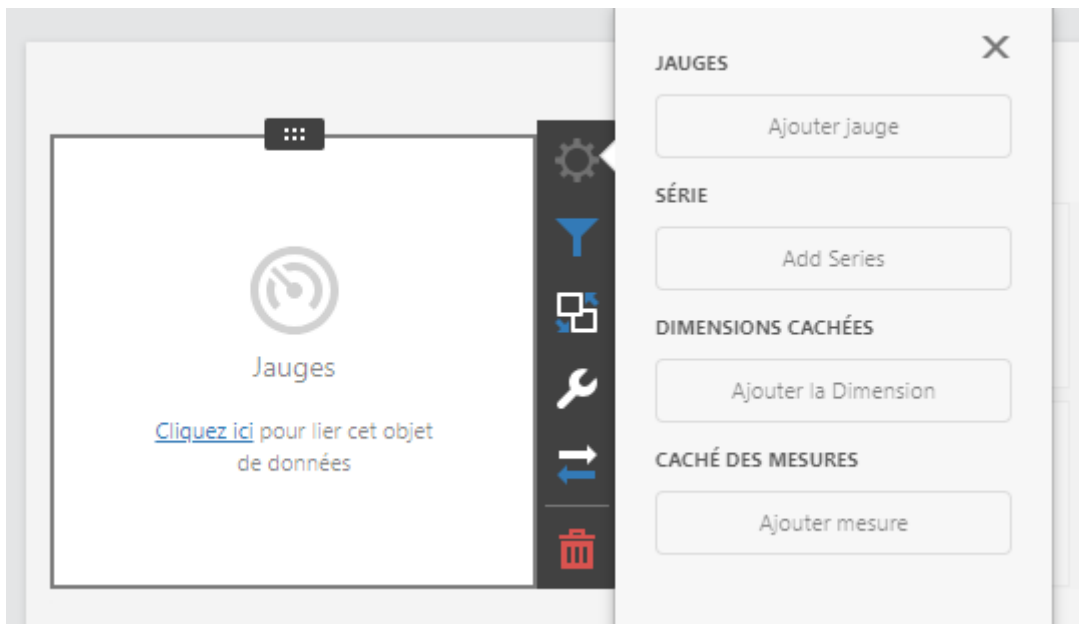 Jauges
Cliquez ici pour lier cet objet
de données
JAUGES
Ajouter jauge
SÉRIE
Add Series
DIMENSIONS CACHÉES
Ajouter la Dimension
CACHÉ DES MESURES
Ajouter mesure